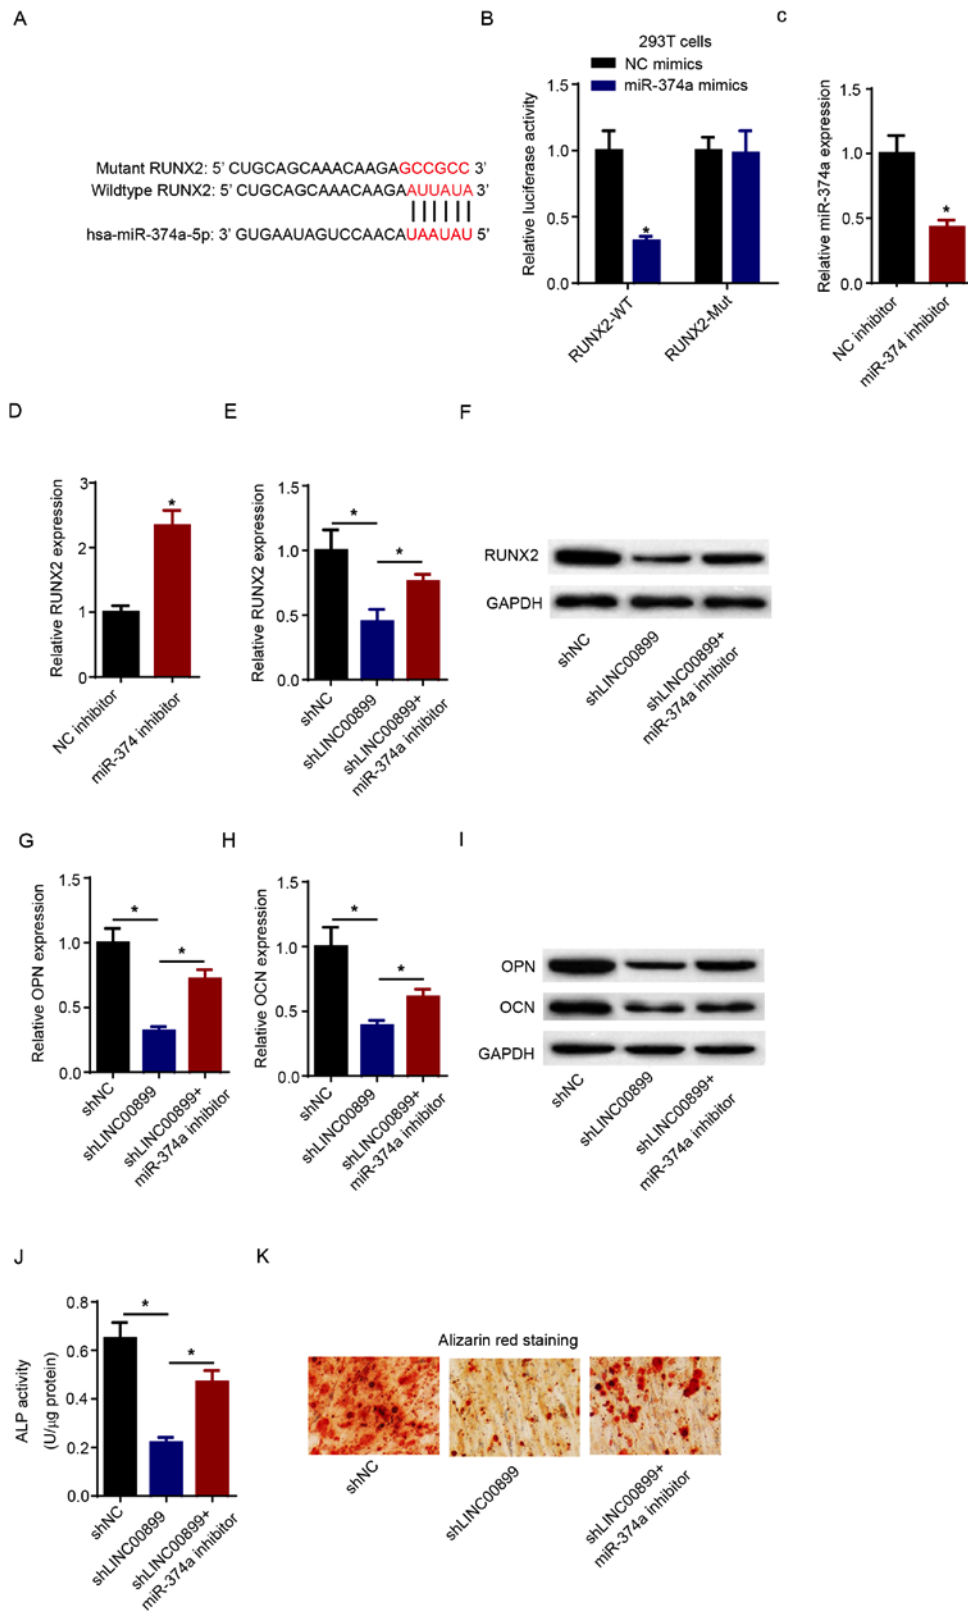 A
Mutant RUNX2: 5' CUGCAGCAAACAAGAGCCGCC 3'
Wildtype RUNX2: 5' CUGCAGCAAACAAGAAUUAUA 3'
hsa-miR-374a-5p: 3' GUGAAUAGUCCAACAUAAUAU 5'
B
293T cells
NC mimics
miR-374a mimics
Relative luciferase activity
1.5
1.0
0.5
0.0
*
RUNX2-WT
RUNX2-Mut
c
Relative miR-374a expression
1.5
1.0
0.5
0.0
*
NC inhibitor
miR-374 inhibitor
D
Relative RUNX2 expression
3
2
1
0
*
NC inhibitor
miR-374 inhibitor
E
Relative RUNX2 expression
1.5
1.0
0.5
0.0
*
*
shNC
shLINC00899
shLINC00899+
miR-374a inhibitor
F
RUNX2
GAPDH
shNC
shLINC00899
shLINC00899+
miR-374a inhibitor
G
Relative OPN expression
1.5
1.0
0.5
0.0
*
*
shNC
shLINC00899
shLINC00899+
miR-374a inhibitor
H
Relative OCN expression
1.5
1.0
0.5
0.0
*
*
shNC
shLINC00899
shLINC00899+
miR-374a inhibitor
I
OPN
OCN
GAPDH
shNC
shLINC00899
shLINC00899+
miR-374a inhibitor
J
ALP activity
(U/μg protein)
0.8
0.6
0.4
0.2
0.0
*
*
shNC
shLINC00899
shLINC00899+
miR-374a inhibitor
K
Alizarin red staining
shNC
shLINC00899
shLINC00899+
miR-374a inhibitor